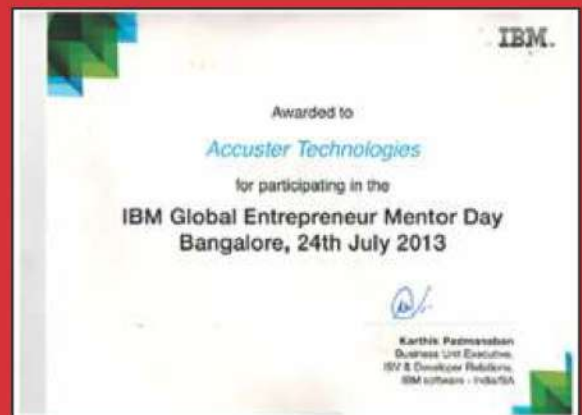 IBM.
Awarded to
Accuster Technologies
for participating in the
IBM Global Entrepreneur Mentor Day
Bangalore, 24th July 2013
Karthik Padmanaban
Business Unit Executive,
ISV & Developer Relations,
IBM software - India/SA